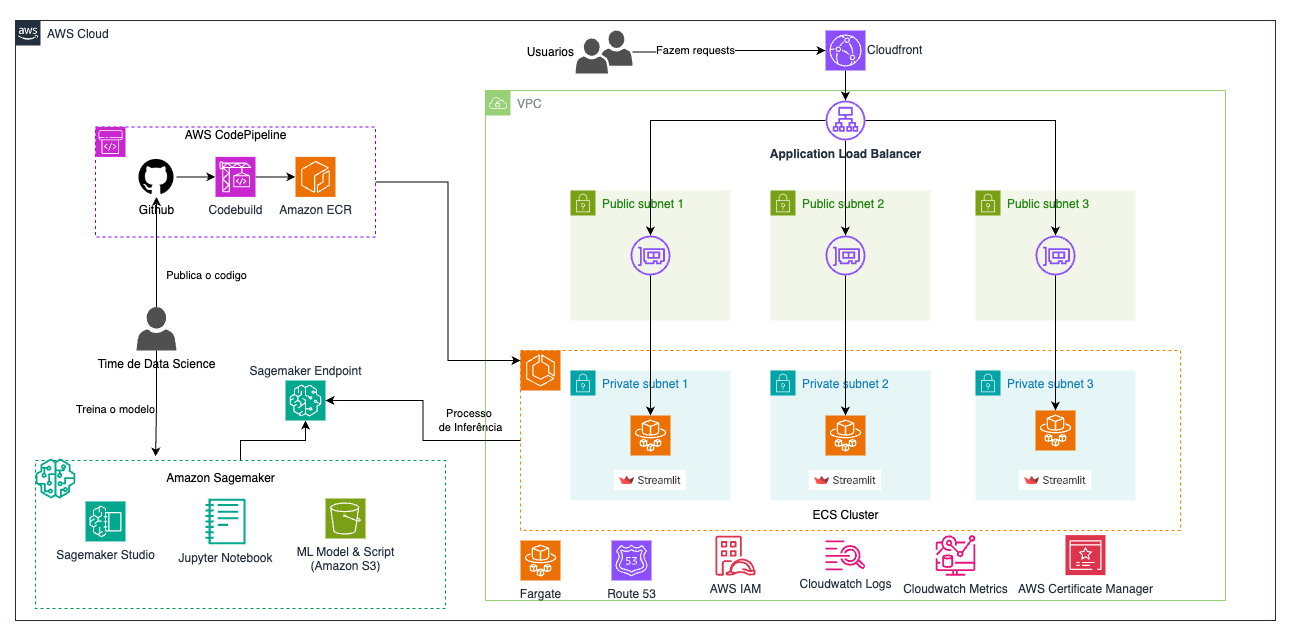 aws
AWS Cloud
Usuarios
Fazem requests
Cloudfront
VPC
AWS CodePipeline
Application Load Balancer
Github
Codebuild
Amazon ECR
Public subnet 1
Public subnet 2
Public subnet 3
Publica o codigo
Time de Data Science
Sagemaker Endpoint
Private subnet 1
Private subnet 2
Private subnet 3
Treina o modelo
Processo
de Inferência
Amazon Sagemaker
Streamlit
Streamlit
Streamlit
ECS Cluster
Sagemaker Studio
Jupyter Notebook
ML Model & Script
(Amazon S3)
53
Fargate
Route 53
AWS IAM
Cloudwatch Logs
Cloudwatch Metrics
AWS Certificate Manager